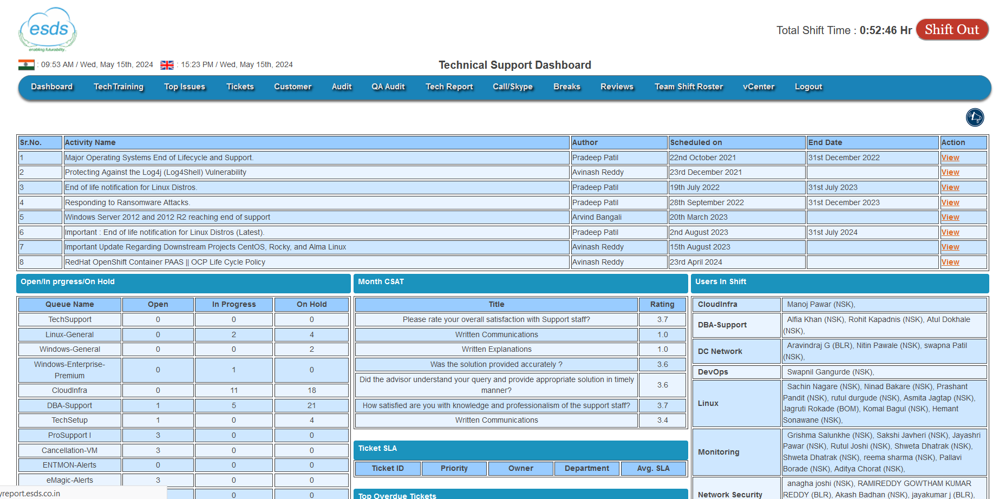 esds
enabling futurability..
Total Shift Time : 0:52:46 Hr Shift Out
: 09:53 AM / Wed, May 15th, 2024 : 15:23 PM / Wed, May 15th, 2024
Technical Support Dashboard
Dashboard TechTraining Top Issues Tickets Customer Audit QA Audit Tech Report Call/Skype Breaks Reviews Team Shift Roster vCenter Logout
Sr.No. Activity Name Author Scheduled on End Date Action
1 Major Operating Systems End of Lifecycle and Support. Pradeep Patil 22nd October 2021 31st December 2022 View
2 Protecting Against the Log4j (Log4Shell) Vulnerability Avinash Reddy 23rd December 2021 View
3 End of life notification for Linux Distros. Pradeep Patil 19th July 2022 31st July 2023 View
4 Responding to Ransomware Attacks. Pradeep Patil 28th September 2022 31st December 2023 View
5 Windows Server 2012 and 2012 R2 reaching end of support Arvind Bangali 20th March 2023 View
6 Important : End of life notification for Linux Distros (Latest). Pradeep Patil 2nd August 2023 31st July 2024 View
7 Important Update Regarding Downstream Projects CentOS, Rocky, and Alma Linux Avinash Reddy 15th August 2023 View
8 RedHat OpenShift Container PAAS || OCP Life Cycle Policy Avinash Reddy 23rd April 2024 View
Open/In prgress/On Hold
Queue Name Open In Progress On Hold
TechSupport 0 0 0
Linux-General 0 2 4
Windows-General 0 0 2
Windows-Enterprise-
Premium 0 1 0
CloudInfra 0 11 18
DBA-Support 1 5 21
TechSetup 1 0 4
ProSupport I 3 0 0
Cancellation-VM 3 0 0
ENTMON-Alerts 0 0 0
eMagic-Alerts 3 0 0
0 0
yreport.esds.co.in
Month CSAT
Title Rating
Please rate your overall satisfaction with Support staff? 3.7
Written Communications 1.0
Written Explanations 1.0
Was the solution provided accurately ? 3.6
Did the advisor understand your query and provide appropriate solution in timely
manner? 3.6
How satisfied are you with knowledge and professionalism of the support staff? 3.7
Written Communications 3.4
Ticket SLA
Ticket ID Priority Owner Department Avg. SLA
Top Overdue Tickets
Users In Shift
CloudInfra Manoj Pawar (NSK),
DBA-Support Alfia Khan (NSK), Rohit Kapadnis (NSK), Atul Dokhale
(NSK),
DC Network Aravindraj G (BLR), Nitin Pawale (NSK), swapna Patil
(NSK),
DevOps Swapnil Gangurde (NSK),
Linux Sachin Nagare (NSK), Ninad Bakare (NSK), Prashant
Pandit (NSK), rutul durgude (NSK), Asmita Jagtap (NSK),
Jagruti Rokade (BOM), Komal Bagul (NSK), Hemant
Sonawane (NSK),
Monitoring Grishma Salunkhe (NSK), Sakshi Javheri (NSK), Jayashri
Pawar (NSK), Rutul Joshi (NSK), Shweta Dhatrak (NSK),
Shweta Dhatrak (NSK), reema sharma (NSK), Pallavi
Borade (NSK), Aditya Chorat (NSK),
Network Security anagha joshi (NSK), RAMIREDDY GOWTHAM KUMAR
REDDY (BLR), Akash Badhan (NSK), jayakumar j (BLR),